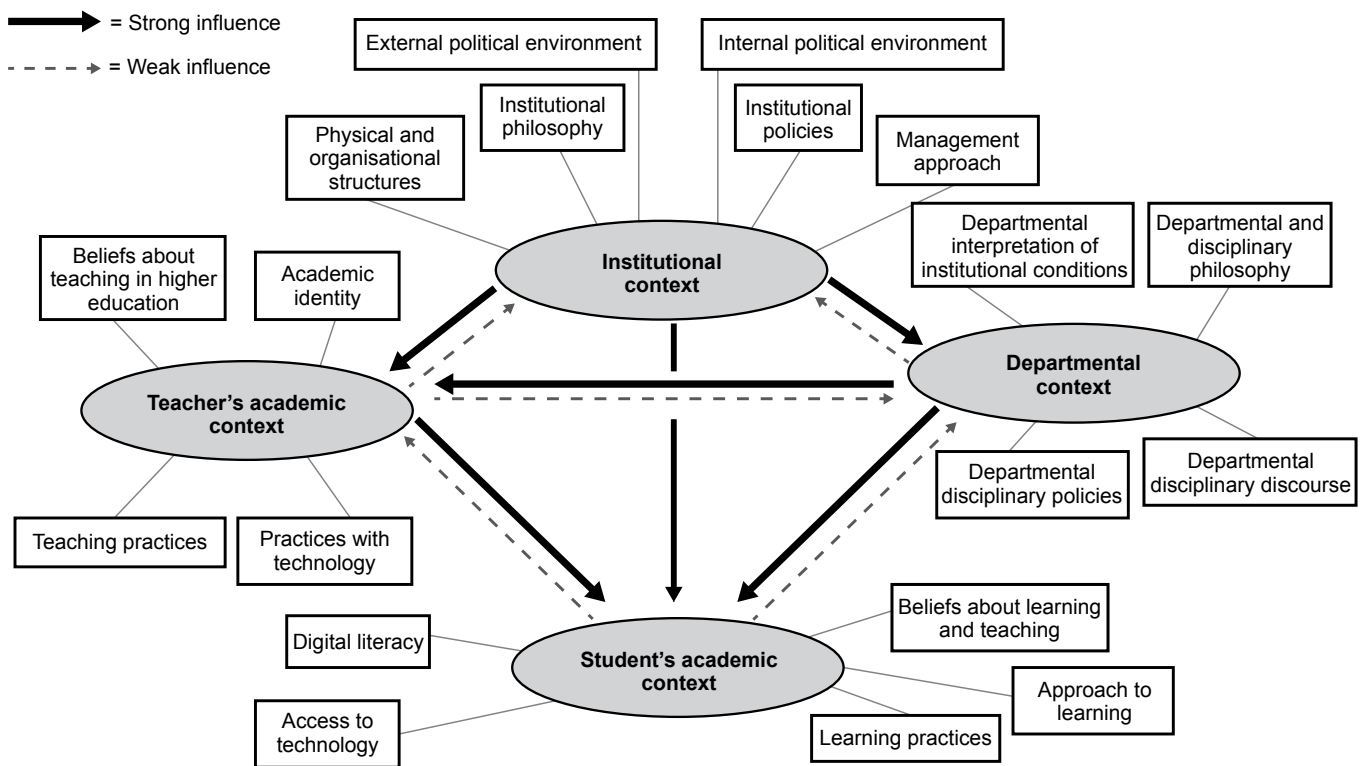 = Strong influence
= Weak influence
External political environment
Internal political environment
Institutional
philosophy
Institutional
policies
Physical and
organisational
structures
Management
approach
Beliefs about
teaching in higher
education
Academic
identity
Institutional
context
Departmental
interpretation of
institutional conditions
Departmental and
disciplinary
philosophy
Teacher’s academic
context
Departmental
context
Teaching practices
Practices with
technology
Departmental
disciplinary policies
Departmental
disciplinary discourse
Digital literacy
Beliefs about learning
and teaching
Student’s academic
context
Access to
technology
Approach to
learning
Learning practices